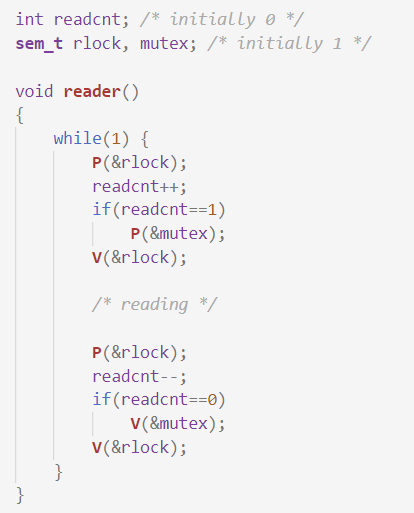 int readcnt; /* initially 0 */
sem_t rlock, mutex; /* initially 1 */
void reader()
{
while(1) {
P(&rlock);
readcnt++;
if(readcnt==1)
P(&mutex);
V(&rlock);
/* reading */
P(&rlock);
readcnt--;
if(readcnt==0)
V(&mutex);
V(&rlock);
}
}